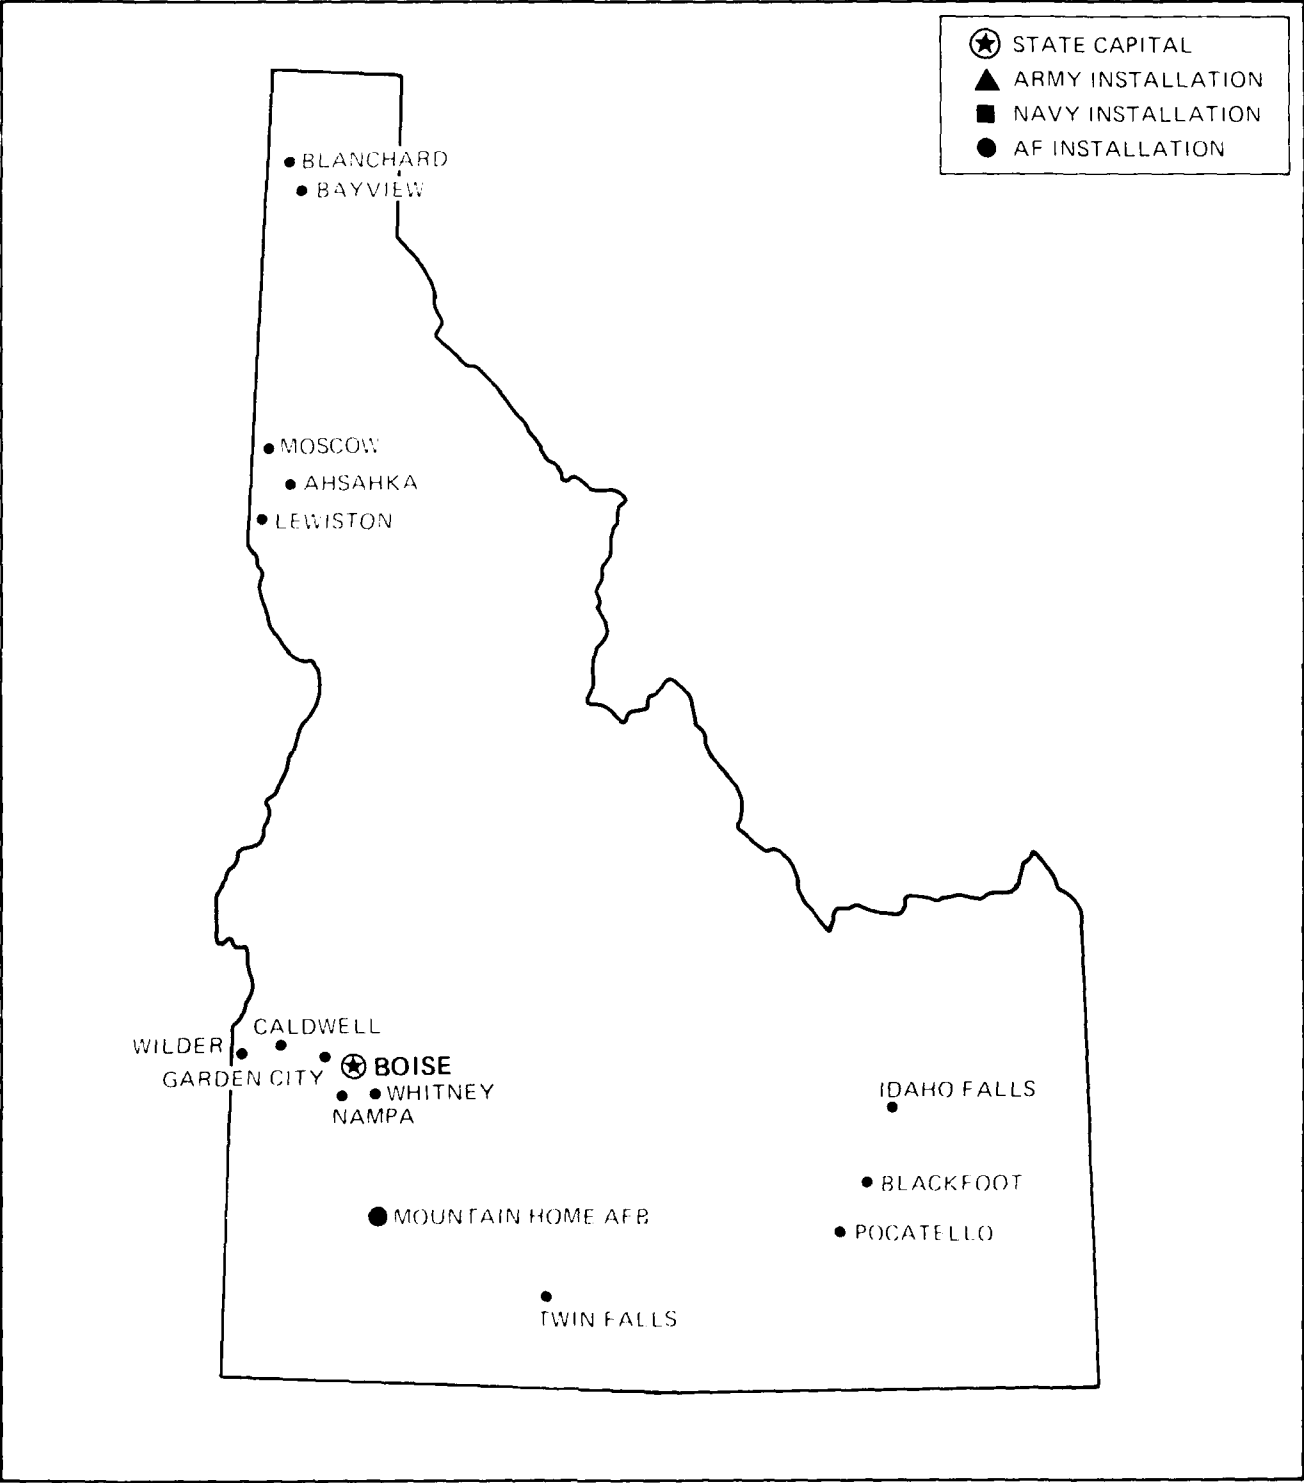 STATE CAPITAL
ARMY INSTALLATION
NAVY INSTALLATION
AF INSTALLATION
BLANCHARD
BAYVIEW
MOSCOW
AHSAHKA
LEWISTON
CALDWELL
WILDER
BOISE
GARDEN CITY
WHITNEY
NAMPA
IDAHO FALLS
BLACKFOOT
MOUNTAIN HOME AFB
POCATELLO
TWIN FALLS